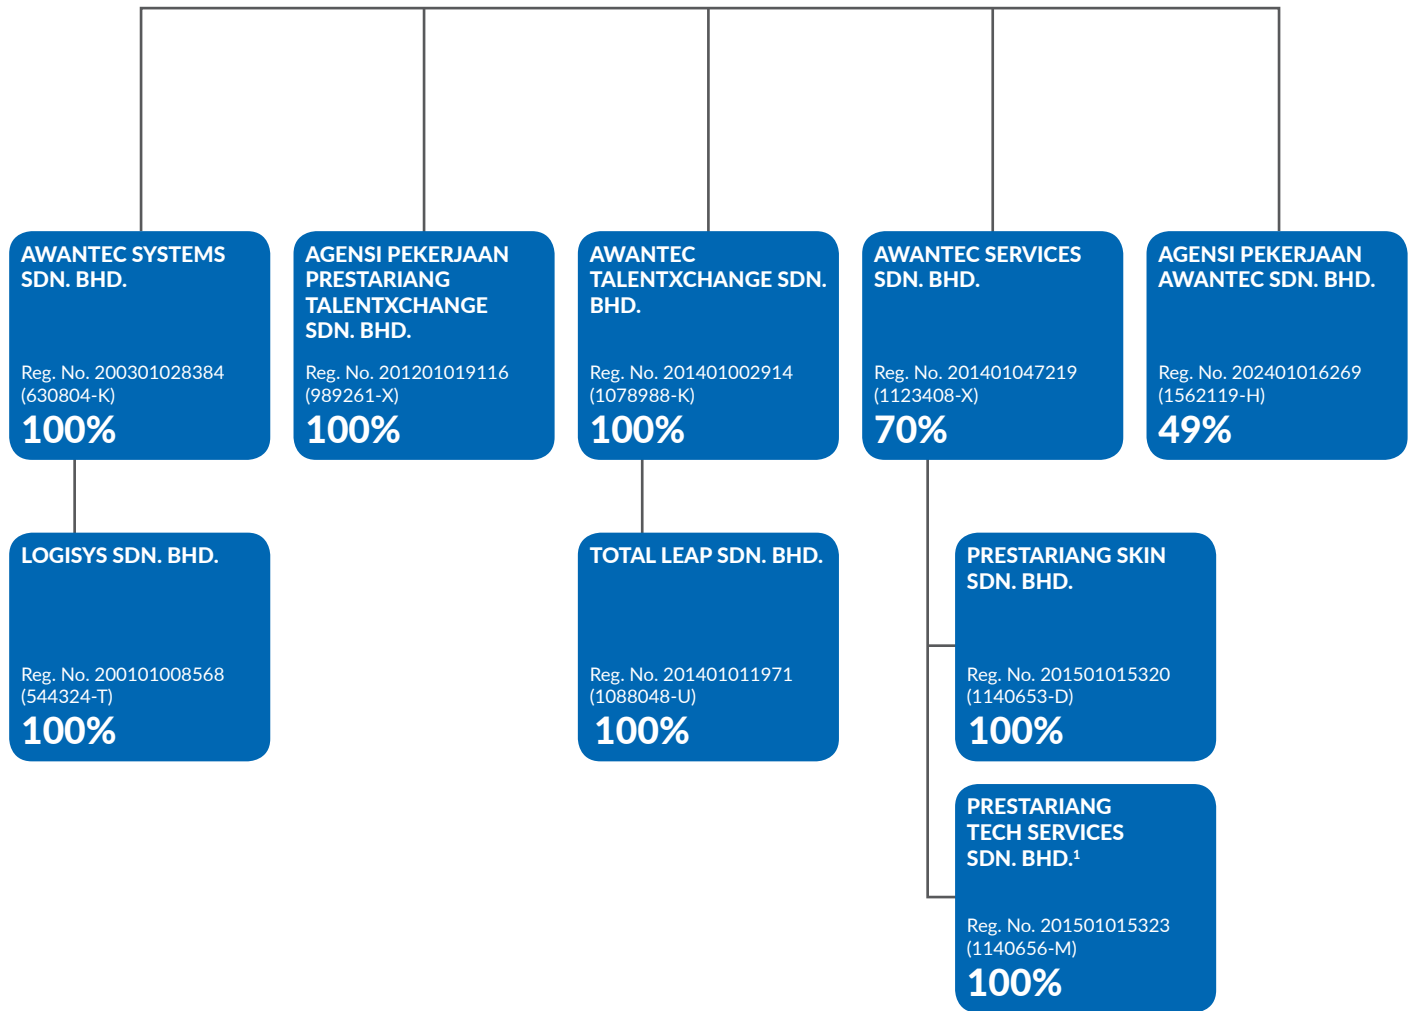 AWANTEC SYSTEMS
SDN. BHD.
Reg. No. 200301028384
(630804-K)
100%
AGENSI PEKERJAAN
PRESTARIANG
TALENTXCHANGE
SDN. BHD.
Reg. No. 201201019116
(989261-X)
100%
AWANTEC
TALENTXCHANGE SDN.
BHD.
Reg. No. 201401002914
(1078988-K)
100%
AWANTEC SERVICES
SDN. BHD.
Reg. No. 201401047219
(1123408-X)
70%
AGENSI PEKERJAAN
AWANTEC SDN. BHD.
Reg. No. 202401016269
(1562119-H)
49%
LOGISYS SDN. BHD.
Reg. No. 200101008568
(544324-T)
100%
TOTAL LEAP SDN. BHD.
Reg. No. 201401011971
(1088048-U)
100%
PRESTARIANG SKIN
SDN. BHD.
Reg. No. 201501015320
(1140653-D)
100%
PRESTARIANG
TECH SERVICES
SDN. BHD.¹
Reg. No. 201501015323
(1140656-M)
100%